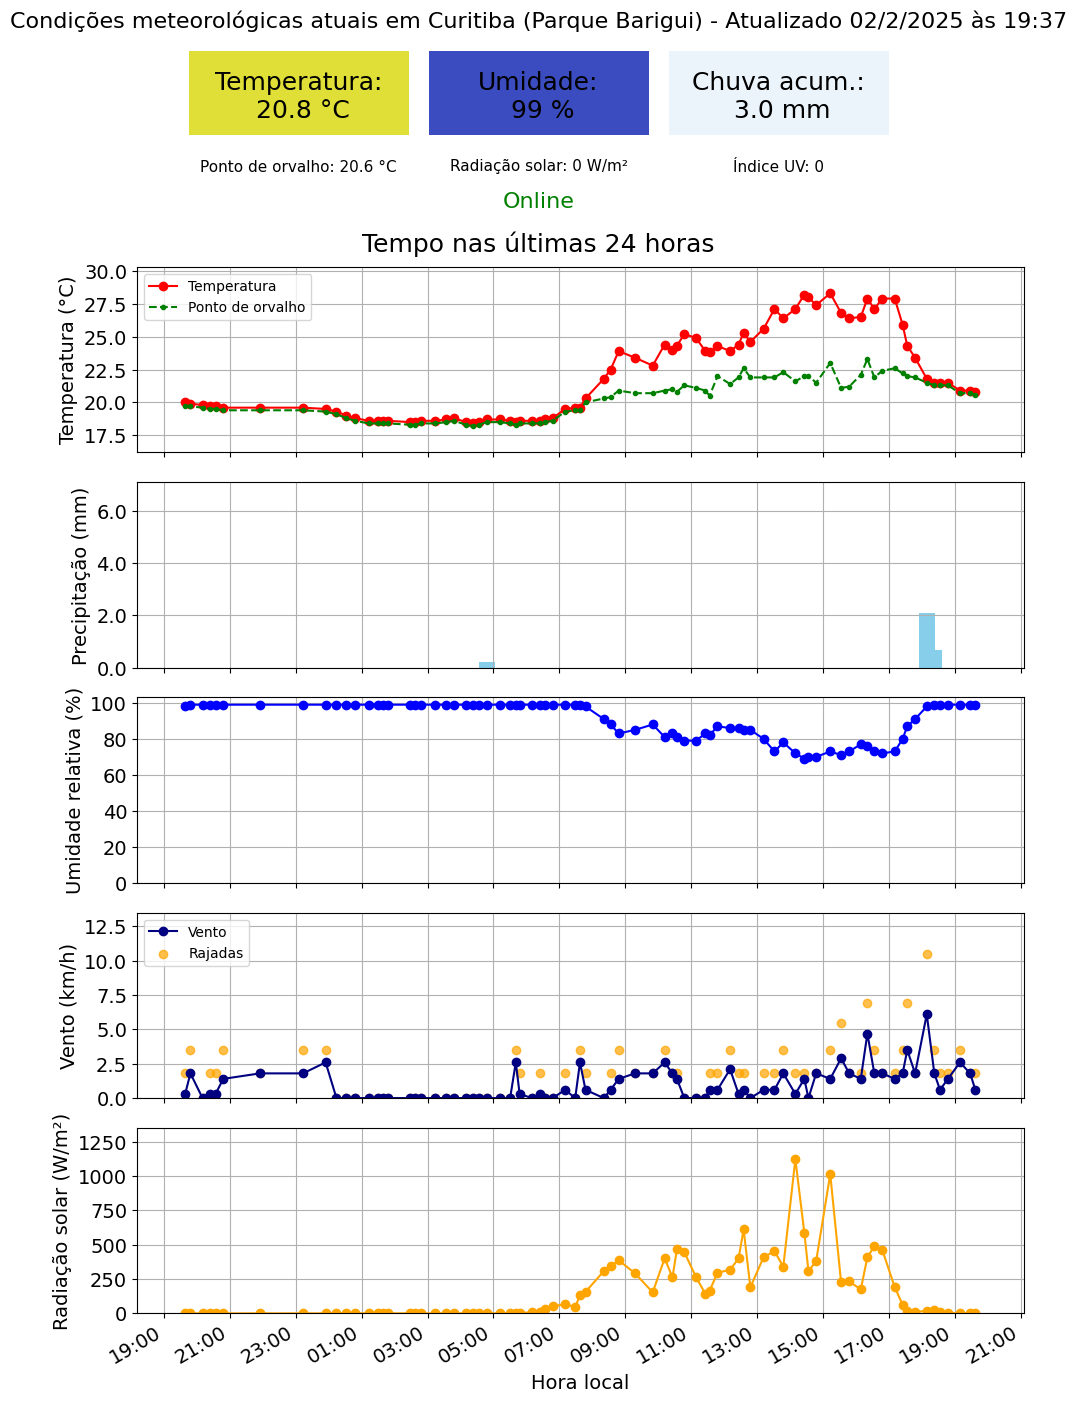 Condições meteorológicas atuais em Curitiba (Parque Barigui) - Atualizado 02/2/2025 às 19:37
Temperatura:
20.8 °C
Umidade:
99 %
Chuva acum.:
3.0 mm
Ponto de orvalho: 20.6 °C
Radiação solar: 0 W/m²
Índice UV: 0
Online
Tempo nas últimas 24 horas
Temperatura (°C)
30.0
27.5
25.0
22.5
20.0
17.5
Temperatura
Ponto de orvalho
Precipitação (mm)
6.0
4.0
2.0
0.0
Umidade relativa (%)
100
80
60
40
20
0
Vento (km/h)
12.5
10.0
7.5
5.0
2.5
0.0
Vento
Rajadas
Radiação solar (W/m²)
1250
1000
750
500
250
0
19:00 21:00 23:00 01:00 03:00 05:00 07:00 09:00 11:00 13:00 15:00 17:00 19:00 21:00
Hora local